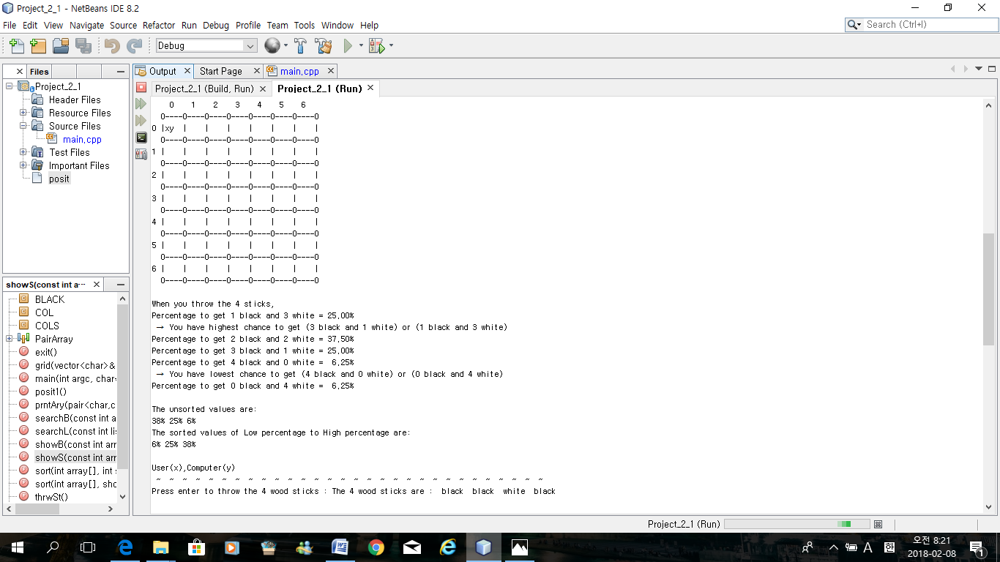 Project_2_1 - NetBeans IDE 8.2
File Edit View Navigate Source Refactor Run Debug Profile Team Tools Window Help
Search (Ctrl+I)
Debug
Files
Project_2_1
Header Files
Resource Files
Source Files
main.cpp
Test Files
Important Files
posit
showS(const int a···
BLACK
COL
COLS
PairArray
exit()
grid(vector<char>&
main(int argc, char*
posit1()
prntAry(pair<char,c
searchB(const int a
searchL(const int li
showB(const int arr
showS(const int arr
sort(int array[], int s
sort(int array[], sho
thrwSt()
Output Start Page main.cpp
Project_2_1 (Build, Run) Project_2_1 (Run)
0 1 2 3 4 5 6
0----0----0----0----0----0----0----0
0 |xy | | | | | | |
0----0----0----0----0----0----0----0
1 | | | | | | | |
0----0----0----0----0----0----0----0
2 | | | | | | | |
0----0----0----0----0----0----0----0
3 | | | | | | | |
0----0----0----0----0----0----0----0
4 | | | | | | | |
0----0----0----0----0----0----0----0
5 | | | | | | | |
0----0----0----0----0----0----0----0
6 | | | | | | | |
0----0----0----0----0----0----0----0
When you throw the 4 sticks,
Percentage to get 1 black and 3 white = 25.00%
→ You have highest chance to get (3 black and 1 white) or (1 black and 3 white)
Percentage to get 2 black and 2 white = 37.50%
Percentage to get 3 black and 1 white = 25.00%
Percentage to get 4 black and 0 white =  6.25%
→ You have lowest chance to get (4 black and 0 white) or (0 black and 4 white)
Percentage to get 0 black and 4 white =  6.25%
The unsorted values are:
38% 25% 6%
The sorted values of Low percentage to High percentage are:
6% 25% 38%
User(x),Computer(y)
~ ~ ~ ~ ~ ~ ~ ~ ~ ~ ~ ~ ~ ~ ~ ~ ~ ~ ~ ~ ~ ~ ~
Press enter to throw the 4 wood sticks : The 4 wood sticks are :  black  black  white  black
Project_2_1 (Run)
A 한 오전 8:21
2018-02-08
1